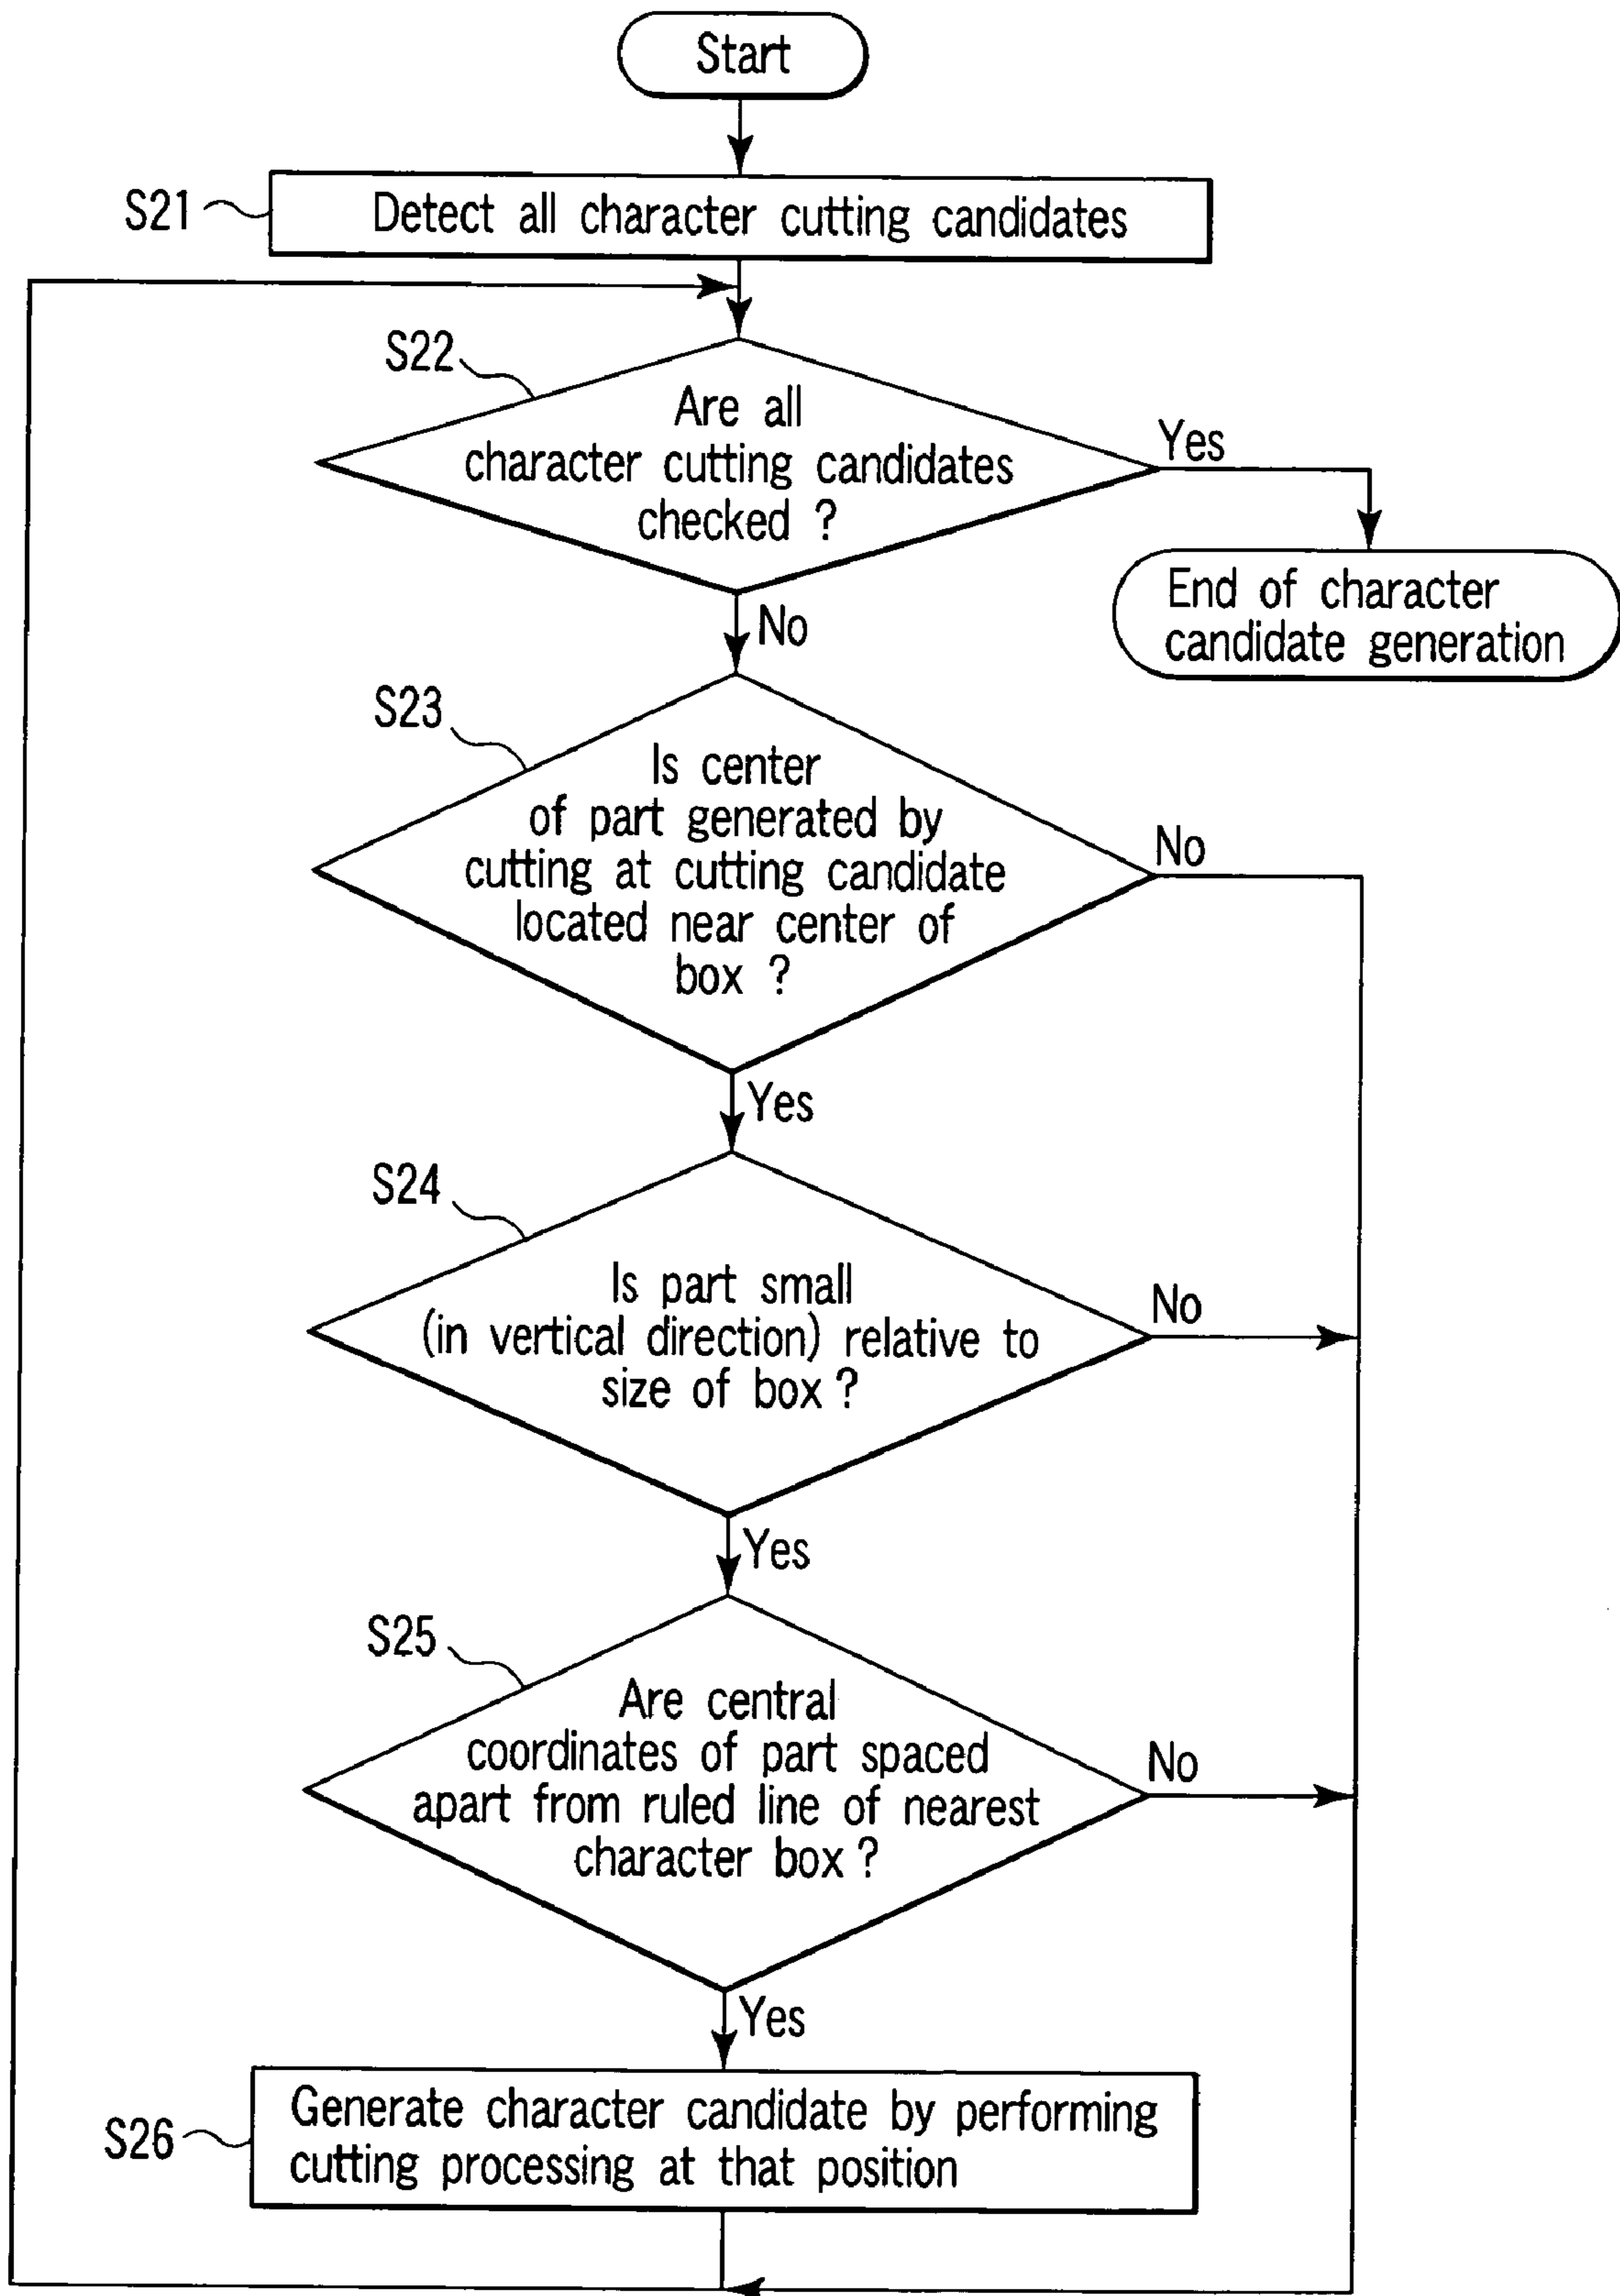 Start
S21
Detect all character cutting candidates
S22
Are all
character cutting candidates
checked ?
Yes
End of character
candidate generation
No
S23
Is center
of part generated by
cutting at cutting candidate
located near center of
box ?
No
Yes
S24
Is part small
(in vertical direction) relative to
size of box ?
No
Yes
S25
Are central
coordinates of part spaced
apart from ruled line of nearest
character box ?
No
Yes
S26
Generate character candidate by performing
cutting processing at that position